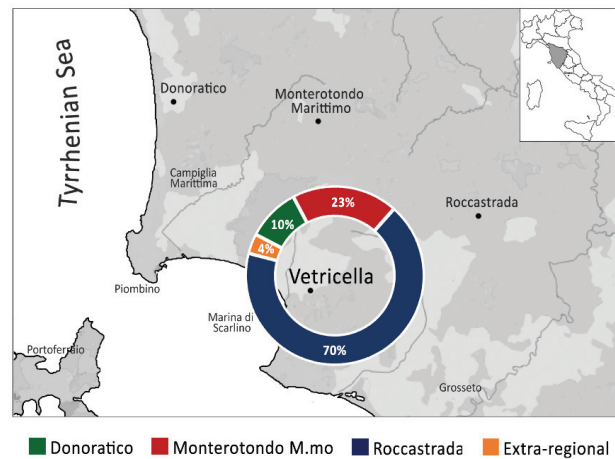 Tyrrhenian Sea
Donoratico
Monterotondo
Marittimo
Campiglia
Marittima
Roccastrada
23%
10%
4%
Vetricella
Piombino
Marina di
Scarlino
Portoferraio
70%
Grosseto
Donoratico Monterotondo M.mo Roccastrada Extra-regional